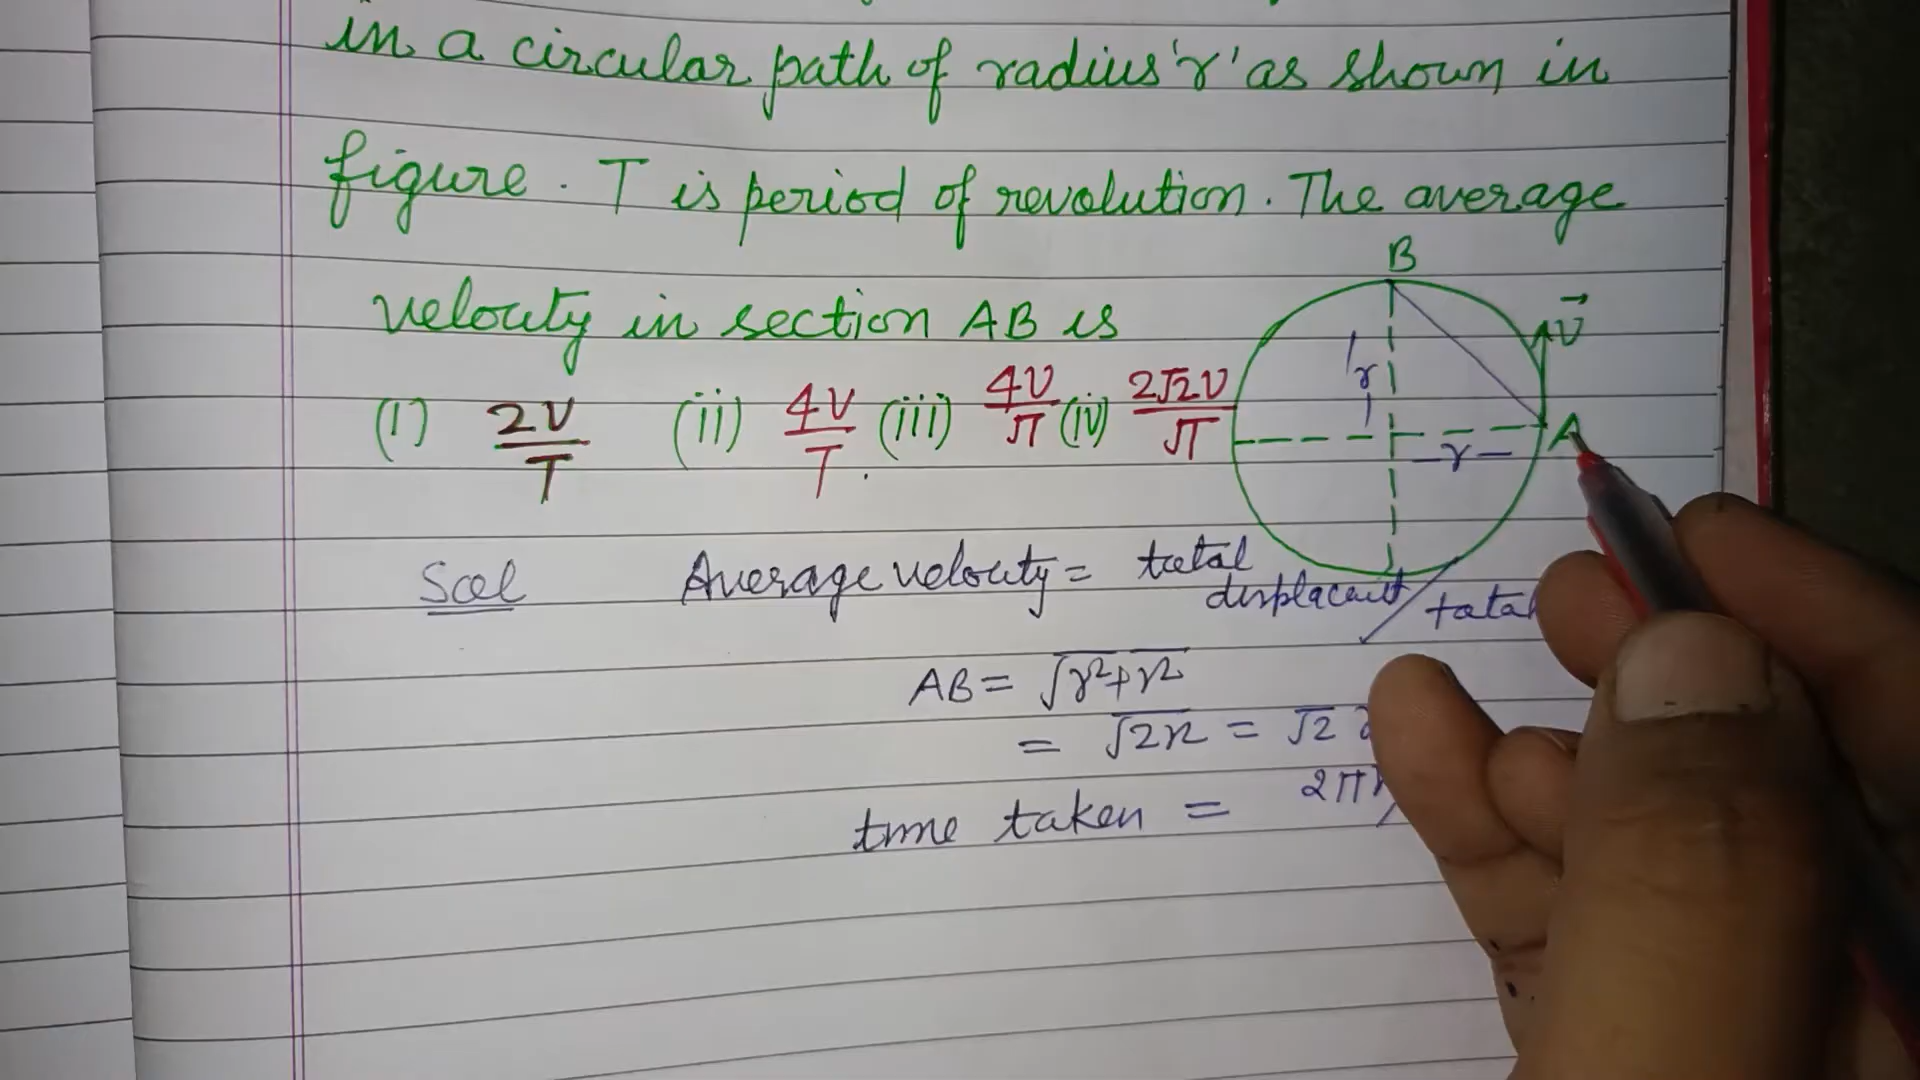 in a circular path of radius 'r' as shown in
figure. T is period of revolution. The average
velocity in section AB is
B
v⃗
r
A
r
(i) 2v/T (ii) 4v/T (iii) 4v/π (iv) 2√2v/π
Sol Average velocity = total
displacement / total
AB = √r²+r²
= √2r² = √2
time taken = 2πr/